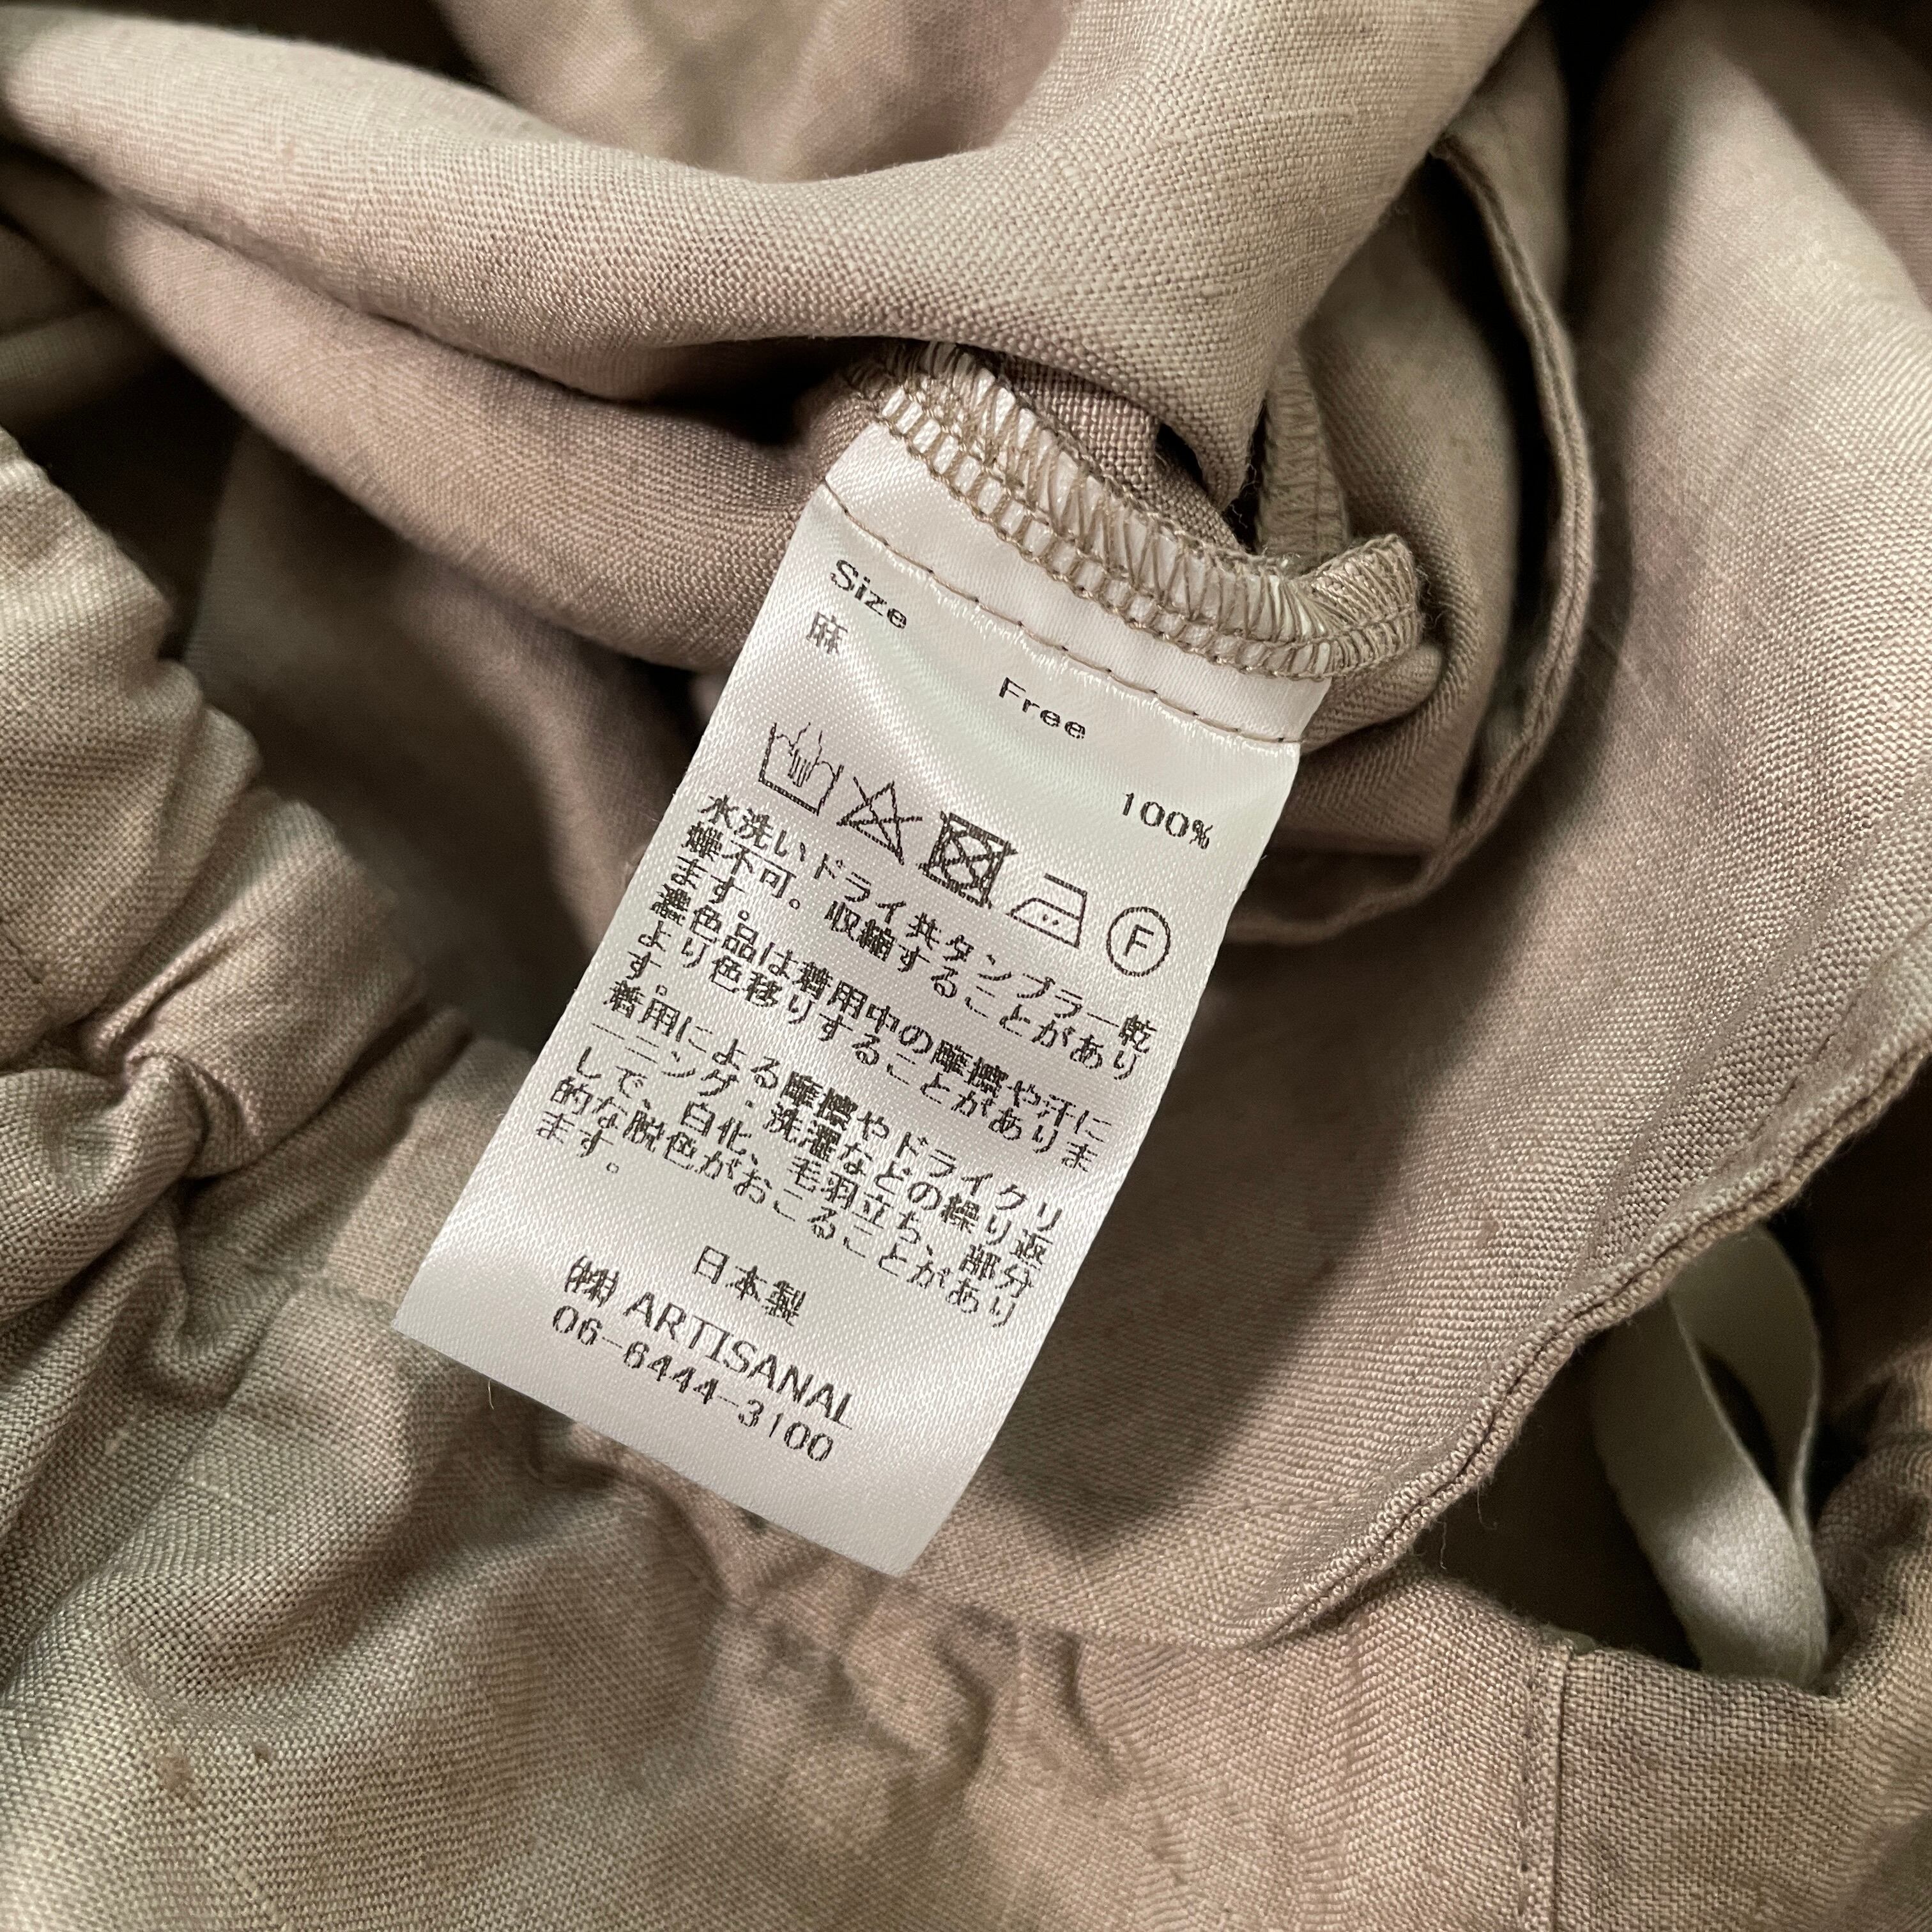 Size Free
麻 100%
F
水洗いドライ共タンブラー乾
燥不可。収縮することがあり
ます。
濃色品は着用中の摩擦や汗に
より色移りすることがありま
す。
着用による摩擦やドライクリ
ーニング・洗濯などの繰り返
しで、白化、毛羽立ち、部分
的な脱色がおこることがあり
ます。
日本製
㈱ ARTISANAL
06-6444-3100